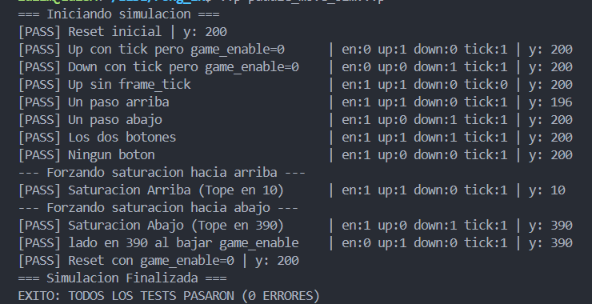 === Iniciando simulacion ===
[PASS] Reset inicial | y: 200
[PASS] Up con tick pero game_enable=0 | en:0 up:1 down:0 tick:1 | y: 200
[PASS] Down con tick pero game_enable=0 | en:0 up:0 down:1 tick:1 | y: 200
[PASS] Up sin frame_tick | en:1 up:1 down:0 tick:0 | y: 200
[PASS] Un paso arriba | en:1 up:1 down:0 tick:1 | y: 196
[PASS] Un paso abajo | en:1 up:0 down:1 tick:1 | y: 200
[PASS] Los dos botones | en:1 up:1 down:1 tick:1 | y: 200
[PASS] Ningun boton | en:1 up:0 down:0 tick:1 | y: 200
--- Forzando saturacion hacia arriba ---
[PASS] Saturacion Arriba (Tope en 10) | en:1 up:1 down:0 tick:1 | y: 10
--- Forzando saturacion hacia abajo ---
[PASS] Saturacion Abajo (Tope en 390) | en:1 up:0 down:1 tick:1 | y: 390
[PASS] lado en 390 al bajar game_enable | en:0 up:0 down:1 tick:1 | y: 390
[PASS] Reset con game_enable=0 | y: 200
=== Simulacion Finalizada ===
EXITO: TODOS LOS TESTS PASARON (0 ERRORES)